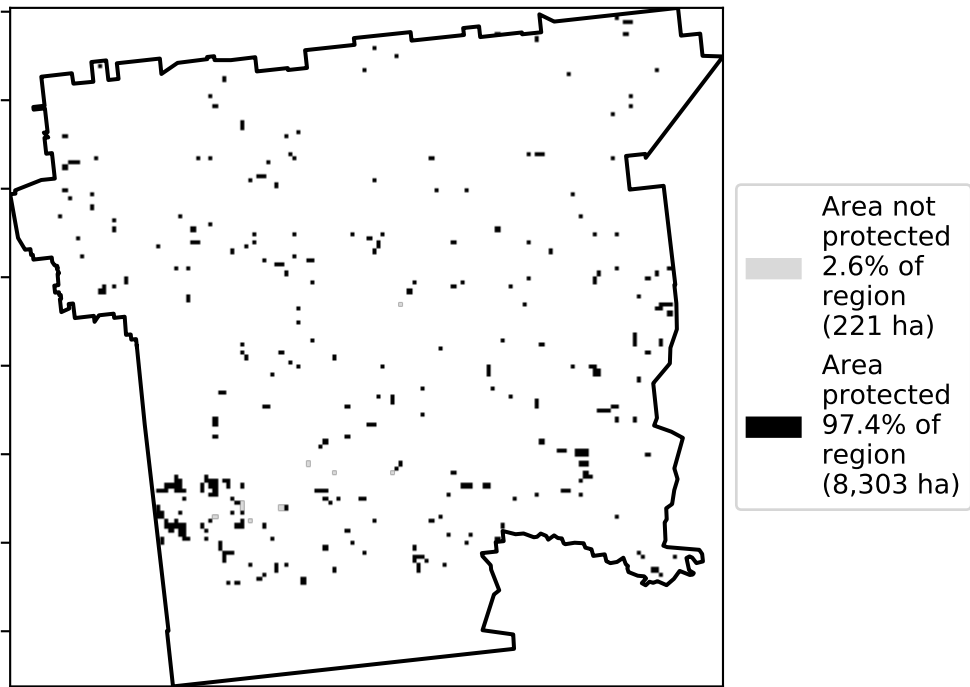 Area not
protected
2.6% of
region
(221 ha)
Area
protected
97.4% of
region
(8,303 ha)